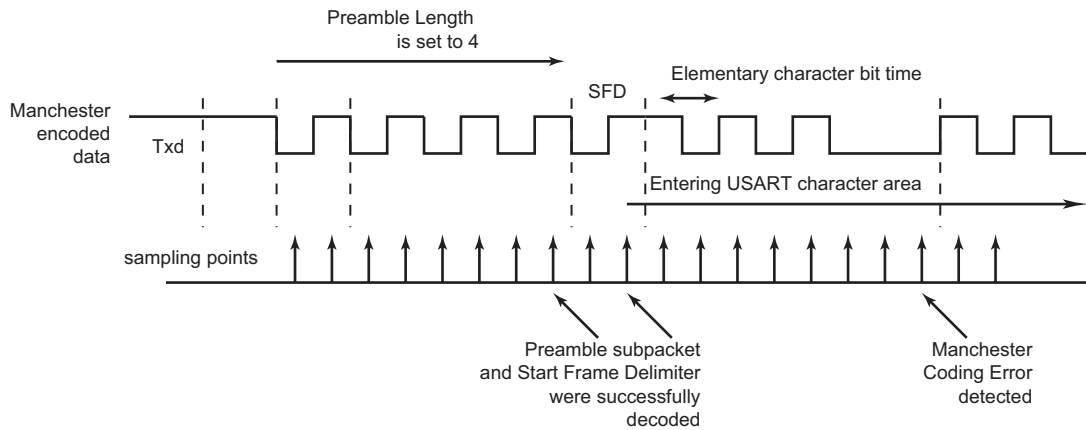 Preamble Length
is set to 4
Elementary character bit time
SFD
Manchester
encoded
data
Txd
Entering USART character area
sampling points
Preamble subpacket
and Start Frame Delimiter
were successfully
decoded
Manchester
Coding Error
detected